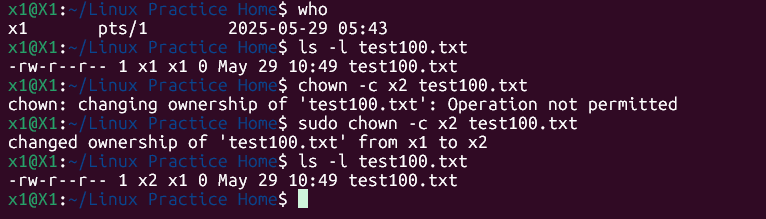 x1@X1:~/Linux Practice Home$ who
x1       pts/1        2025-05-29 05:43
x1@X1:~/Linux Practice Home$ ls -l test100.txt
-rw-r--r-- 1 x1 x1 0 May 29 10:49 test100.txt
x1@X1:~/Linux Practice Home$ chown -c x2 test100.txt
chown: changing ownership of 'test100.txt': Operation not permitted
x1@X1:~/Linux Practice Home$ sudo chown -c x2 test100.txt
changed ownership of 'test100.txt' from x1 to x2
x1@X1:~/Linux Practice Home$ ls -l test100.txt
-rw-r--r-- 1 x2 x1 0 May 29 10:49 test100.txt
x1@X1:~/Linux Practice Home$